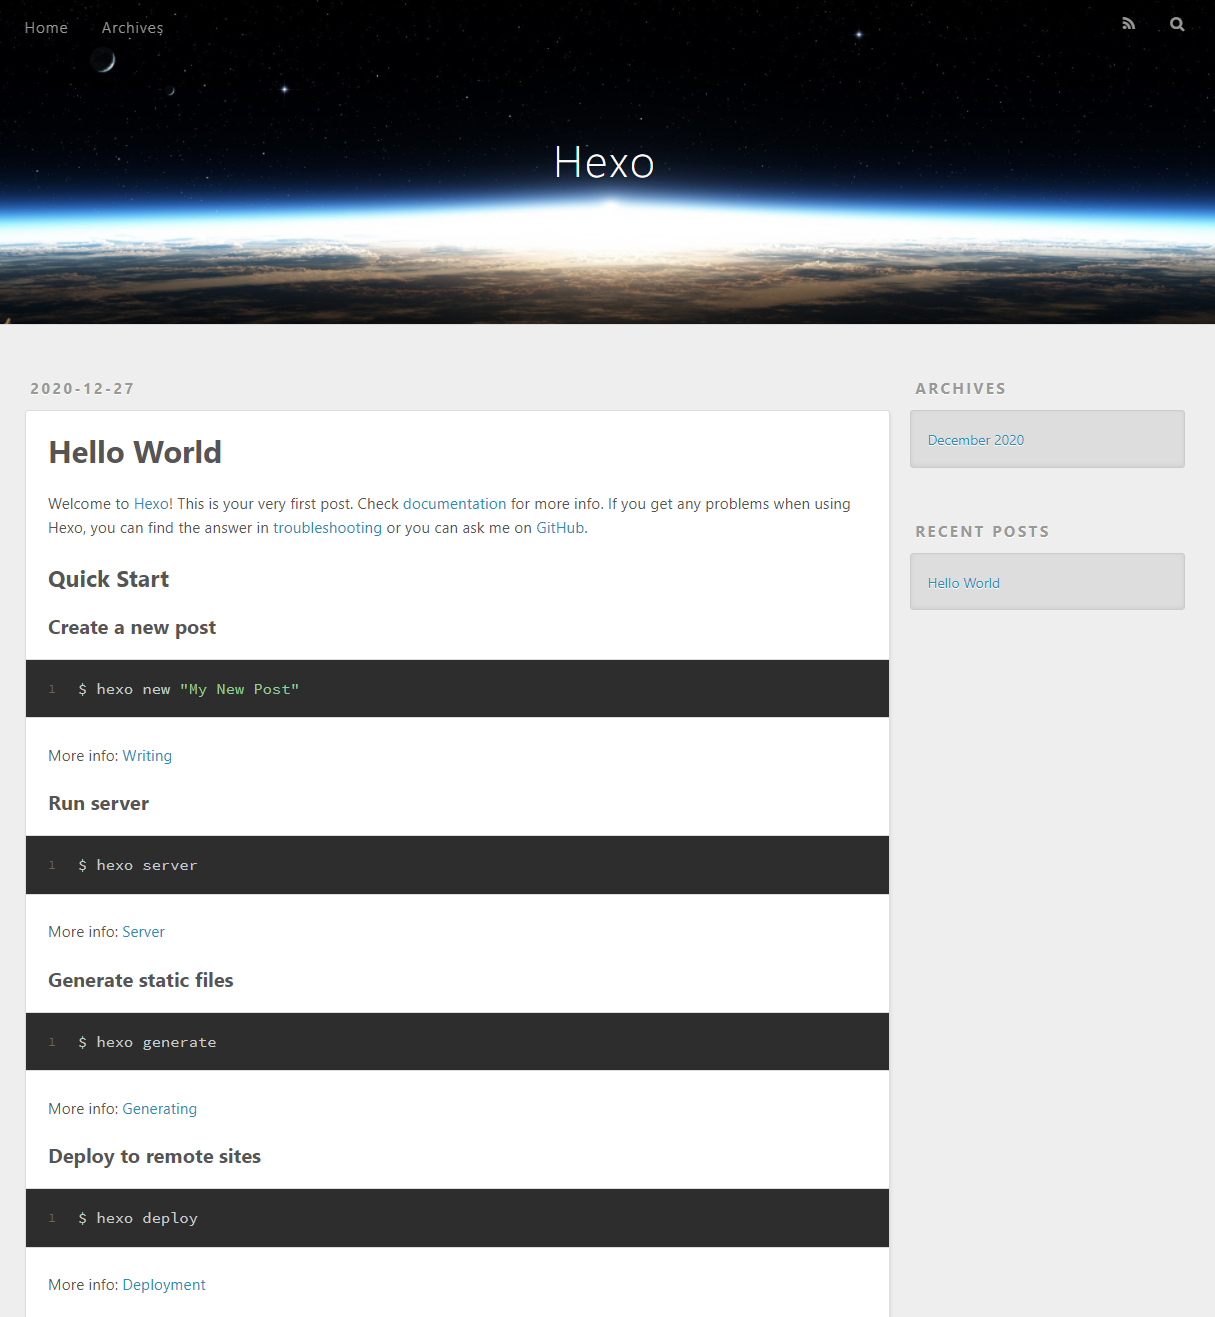 Home Archives
Hexo
2020-12-27
Hello World
Welcome to Hexo! This is your very first post. Check documentation for more info. If you get any problems when using
Hexo, you can find the answer in troubleshooting or you can ask me on GitHub.
Quick Start
Create a new post
1 $ hexo new "My New Post"
More info: Writing
Run server
1 $ hexo server
More info: Server
Generate static files
1 $ hexo generate
More info: Generating
Deploy to remote sites
1 $ hexo deploy
More info: Deployment
ARCHIVES
December 2020
RECENT POSTS
Hello World